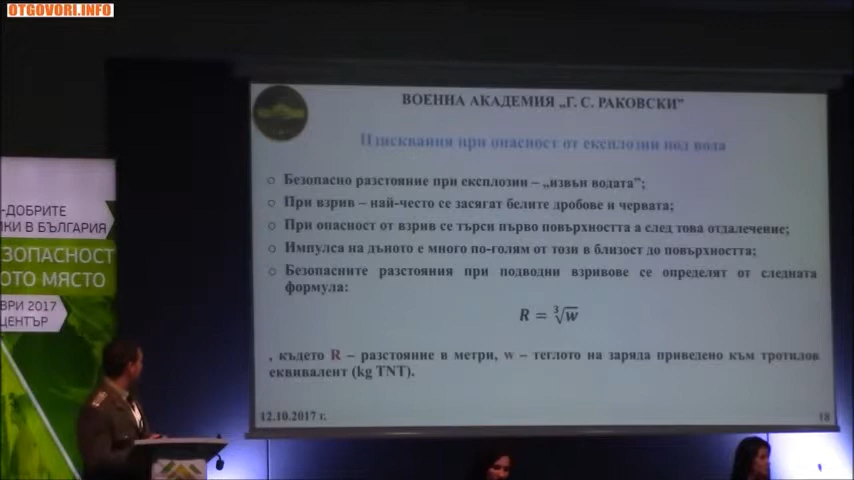 OTGOVORI.INFO
ВОЕННА АКАДЕМИЯ „Г. С. РАКОВСКИ"
Изисквания при опасност от експлозии под вода
Безопасно разстояние при експлозии – „извън водата";
При взрив – най-често се засягат белите дробове и червата;
При опасност от взрив се търси първо повърхността а след това отдалечение;
Импулса на дъното е много по-голям от този в близост до повърхността;
Безопасните разстояния при подводни взривове се определят от следната
формула:
R = ∛w
, където R – разстояние в метри, w – теглото на заряда приведено към тротилов
еквивалент (kg TNT).
12.10.2017 г.
18
-ДОБРИТЕ
КИ В БЪЛГАРИЯ
ЗОПАСНОСТ
ОТО МЯСТО
ВРИ 2017
ЦЕНТЪР